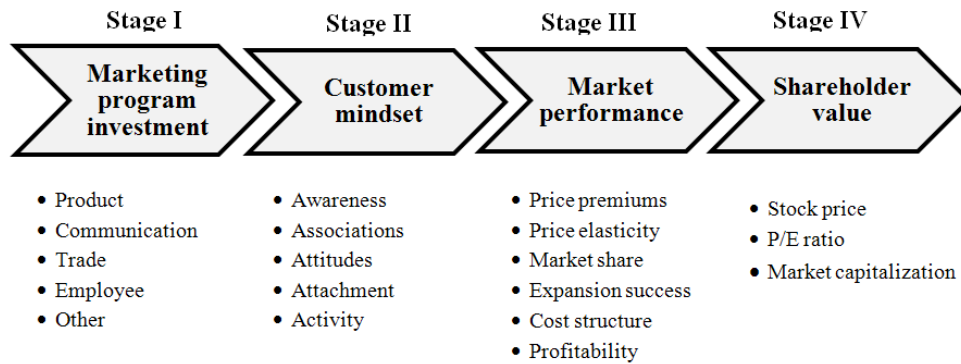 Stage I
Stage II
Stage III
Stage IV
Marketing
program
investment
Customer
mindset
Market
performance
Shareholder
value
• Product
• Communication
• Trade
• Employee
• Other
• Awareness
• Associations
• Attitudes
• Attachment
• Activity
• Price premiums
• Price elasticity
• Market share
• Expansion success
• Cost structure
• Profitability
• Stock price
• P/E ratio
• Market capitalization